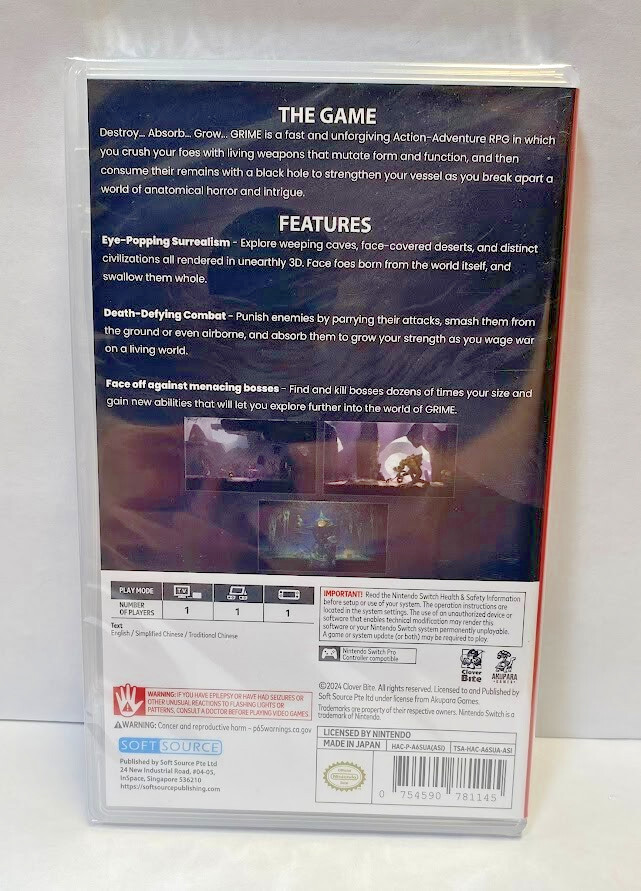 THE GAME
Destroy... Absorb... Grow... GRIME is a fast and unforgiving Action-Adventure RPG in which
you crush your foes with living weapons that mutate form and function, and then
consume their remains with a black hole to strengthen your vessel as you break apart a
world of anatomical horror and intrigue.
FEATURES
Eye-Popping Surrealism - Explore weeping caves, face-covered deserts, and distinct
civilizations all rendered in unearthly 3D. Face foes born from the world itself, and
swallow them whole.
Death-Defying Combat - Punish enemies by parrying their attacks, smash them from
the ground or even airborne, and absorb them to grow your strength as you wage war
on a living world.
Face off against menacing bosses - Find and kill bosses dozens of times your size and
gain new abilities that will let you explore further into the world of GRIME.
PLAY MODE
TV
NUMBER
OF PLAYERS
1 1 1
Text
English / Simplified Chinese / Traditional Chinese
IMPORTANT! Read the Nintendo Switch Health & Safety Information
before setup or use of your system. The operation instructions are
located in the system settings. The use of an unauthorized device or
software that enables technical modification may render this
software or your Nintendo Switch system permanently unplayable.
A game or system update (or both) may be required to play.
Nintendo Switch Pro
Controller compatible
Clover
Bite
AKUPARA
GAMES
WARNING: IF YOU HAVE EPILEPSY OR HAVE HAD SEIZURES OR
OTHER UNUSUAL REACTIONS TO FLASHING LIGHTS OR
PATTERNS, CONSULT A DOCTOR BEFORE PLAYING VIDEO GAMES.
WARNING: Cancer and reproductive harm - p65warnings.ca.gov
©2024 Clover Bite. All rights reserved. Licensed to and Published by
Soft Source Pte Ltd under license from Akupara Games.
Trademarks are property of their respective owners. Nintendo Switch is a
trademark of Nintendo.
SOFT SOURCE
Published by Soft Source Pte Ltd
24 New Industrial Road, #04-05,
InSpace, Singapore 536210
https://softsourcepublishing.com
LICENSED BY NINTENDO
MADE IN JAPAN HAC-P-A6SUA(ASI) TSA-HAC-A6SUA-ASI
Nintendo
0 754590 781145